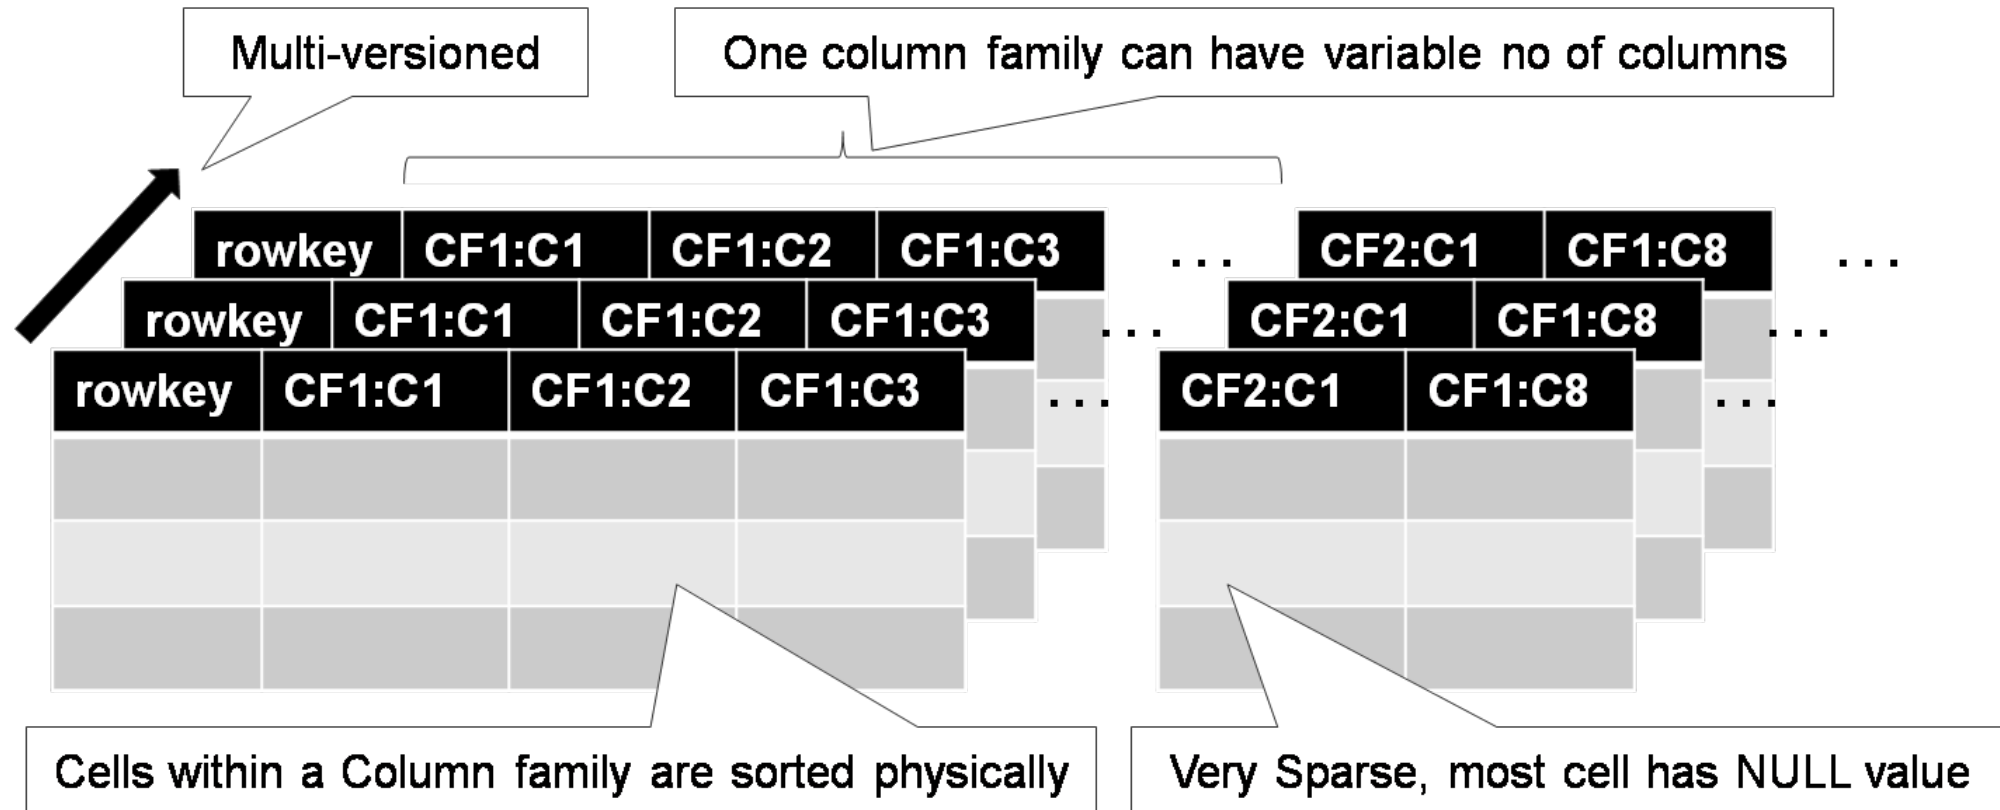 Multi-versioned
One column family can have variable no of columns
rowkey CF1:C1 CF1:C2 CF1:C3 ... CF2:C1 CF1:C8 ...
rowkey CF1:C1 CF1:C2 CF1:C3 ... CF2:C1 CF1:C8 ...
rowkey CF1:C1 CF1:C2 CF1:C3 ... CF2:C1 CF1:C8 ...
Cells within a Column family are sorted physically
Very Sparse, most cell has NULL value